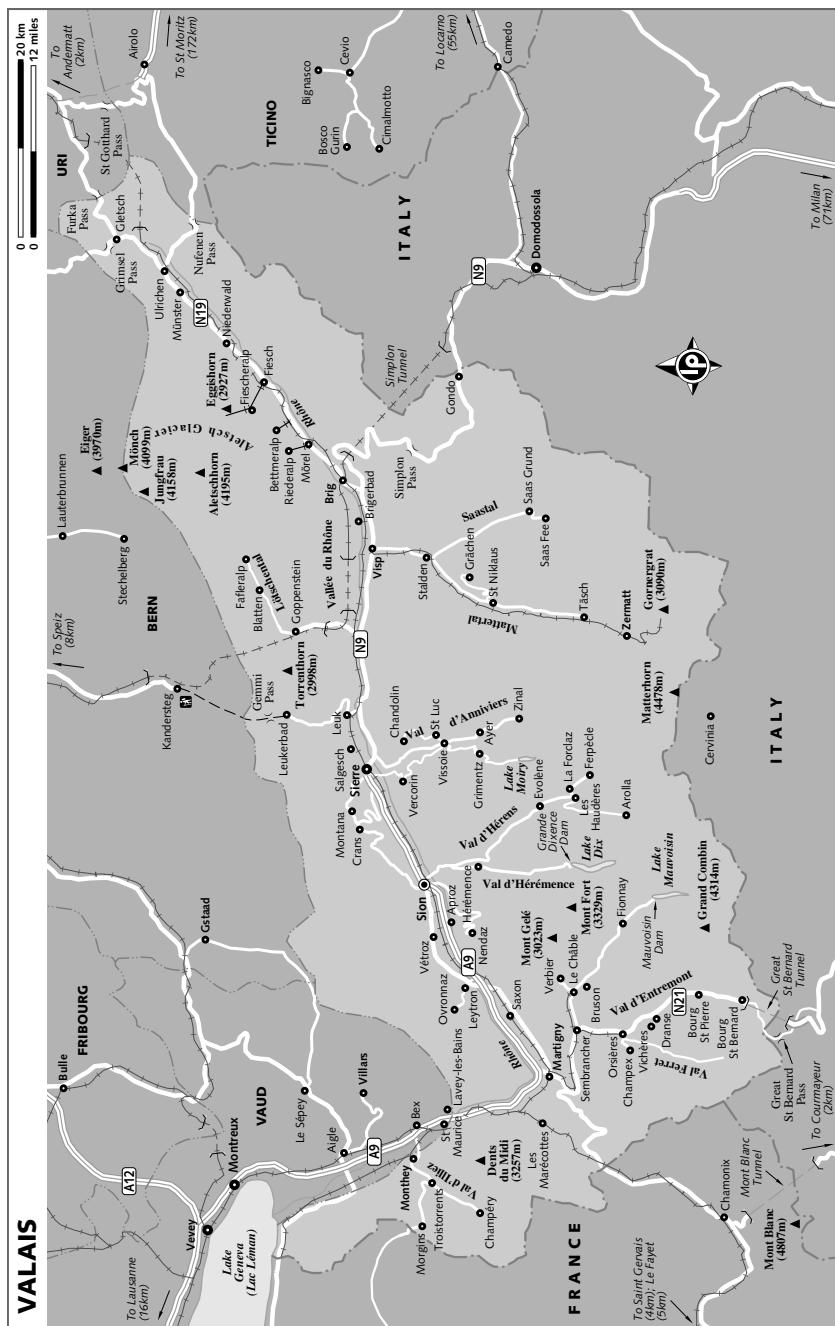 VALAIS
0 20 km
0 12 miles
To Lausanne
(16km)
Vevey
A12
Bulle
FRIBOURG
Montreux
Lake
Geneva
(Lac Léman)
VAUD
Le Sépey
Gstaad
Aigle
Villars
A9
Bex
Lavey-les-Bains
St
Maurice
Monthey
Morgins
Troistorrents
Val d'Illiez
Champéry
Dents
du Midi
(3257m)
Les
Marécottes
FRANCE
To Saint Gervais
(4km); Le Fayet
(5km)
Chamonix
Mont Blanc
Tunnel
Mont Blanc
(4807m)
To Courmayeur
(2km)
Martigny
Rhône
Saxon
Ovronnaz
Leytron
Vétroz
A9
Aproz
Nendaz
Sion
Hérémence
Val d'Hérémence
Val d'Hérens
Evolène
Grande
Dixence
Dam
Lake
Dix
La Forclaz
Ferpècle
Les
Haudères
Arolla
Mont Gelé
(3023m)
Mont Fort
(3329m)
Verbier
Le Châble
Bruson
Fionnay
Mauvoisin
Dam
Lake
Mauvoisin
Grand Combin
(4314m)
Sembrancher
Orsières
Champex
Vichères
Dranse
Val d'Entremont
N21
Val Ferret
Bourg
St Pierre
Bourg
St Bernard
Great
St Bernard
Tunnel
Great
St Bernard
Pass
Montana
Crans
Salgesch
Sierre
Leuk
Leukerbad
Gemmi
Pass
Torrenthorn
(2998m)
Vercorin
Chandolin
St Luc
Vissoie
Val d'Anniviers
Ayer
Zinal
Grimentz
Lake
Moiry
Kandersteg
To Speiz
(8km)
BERN
Lauterbrunnen
Stechelberg
Eiger
(3970m)
Mönch
(4099m)
Jungfrau
(4158m)
Aletschhorn
(4195m)
Aletsch Glacier
Fafleralp
Blatten
Lötschental
Goppenstein
Vallée du Rhône
N9
Visp
Brigerbad
Brig
Stalden
Saastal
Grächen
St Niklaus
Saas Grund
Saas Fee
Mattertal
Täsch
Zermatt
Gornergrat
(3090m)
Matterhorn
(4478m)
Cervinia
ITALY
Simplon
Pass
Simplon
Tunnel
Gondo
N9
Domodossola
To Milan
(71km)
Mörel
Riederalp
Bettmeralp
Rhône
Fiesch
Fiescheralp
Eggishorn
(2927m)
Niederwald
N19
Münster
Ulrichen
Nufenen
Pass
Gletsch
Grimsel
Pass
Furka
Pass
URI
St Gotthard
Pass
To
Andermatt
(2km)
Airolo
To St Moritz
(172km)
TICINO
Bignasco
Cevio
Bosco
Gurin
Cimalmotto
ITALY
To Locarno
(55km)
Camedo
lp